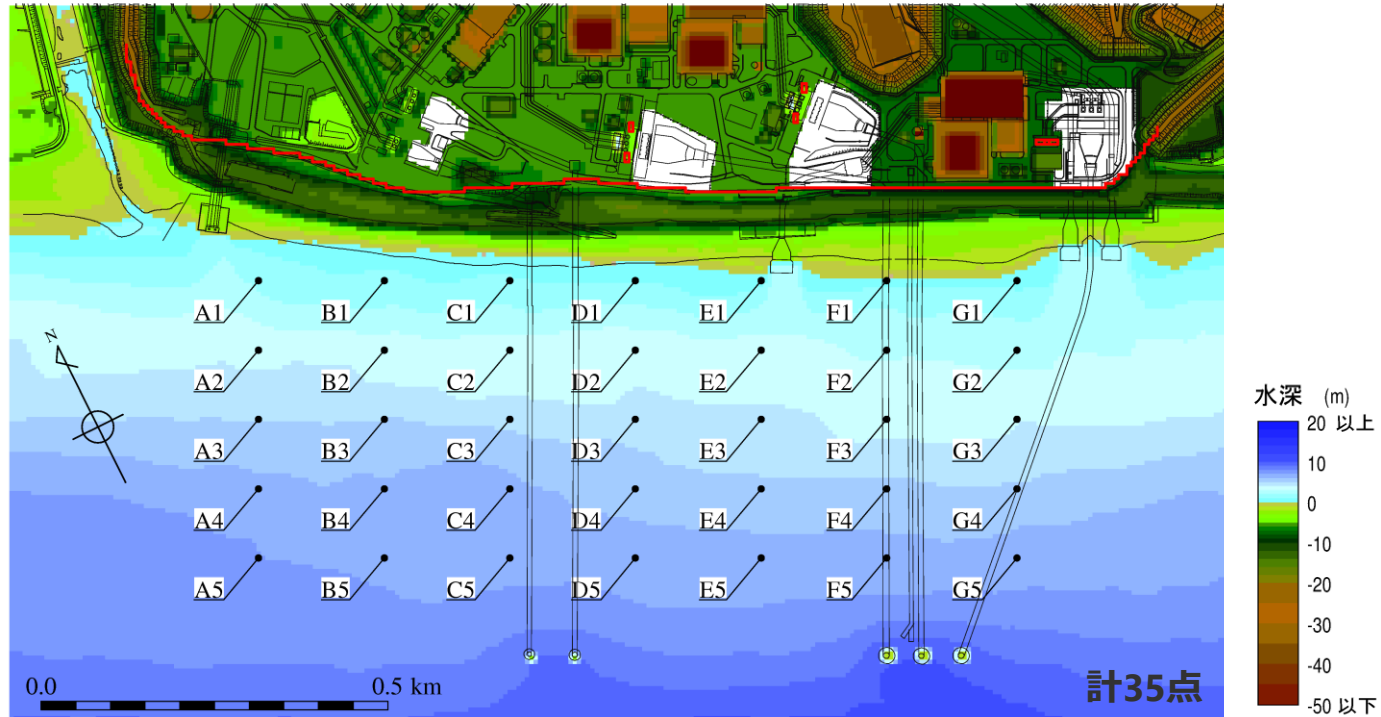 A1 B1 C1 D1 E1 F1 G1
N
A2 B2 C2 D2 E2 F2 G2
A3 B3 C3 D3 E3 F3 G3
A4 B4 C4 D4 E4 F4 G4
A5 B5 C5 D5 E5 F5 G5
0.0 0.5 km
計35点
水深 (m)
20 以上
10
0
-10
-20
-30
-40
-50 以下